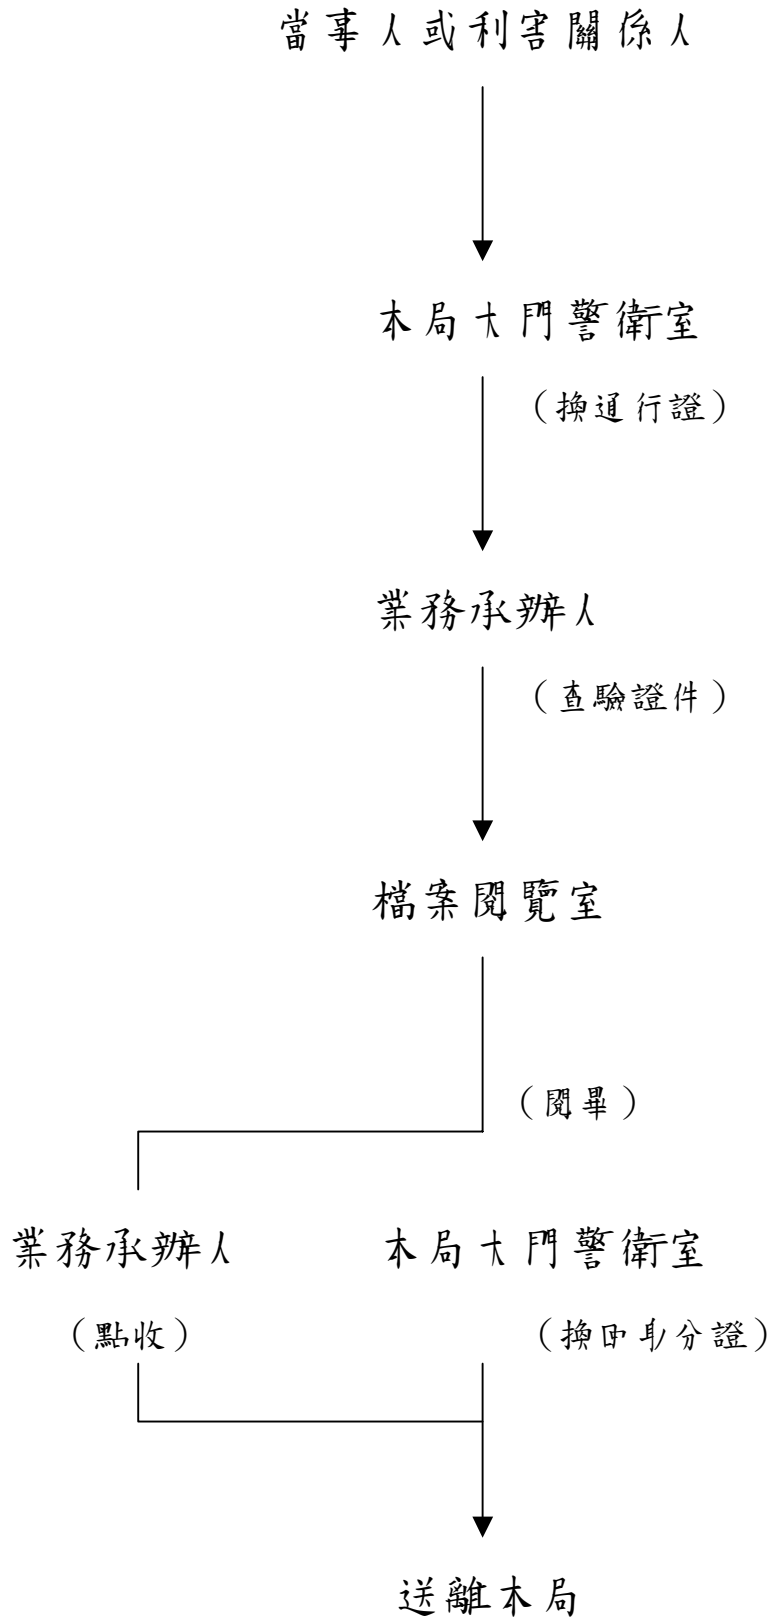 當事人或利害關係人
本局大門警衛室
（換通行證）
業務承辦人
（查驗證件）
檔案閱覽室
（閱畢）
業務承辦人
本局大門警衛室
（點收）
（換回身分證）
送離本局